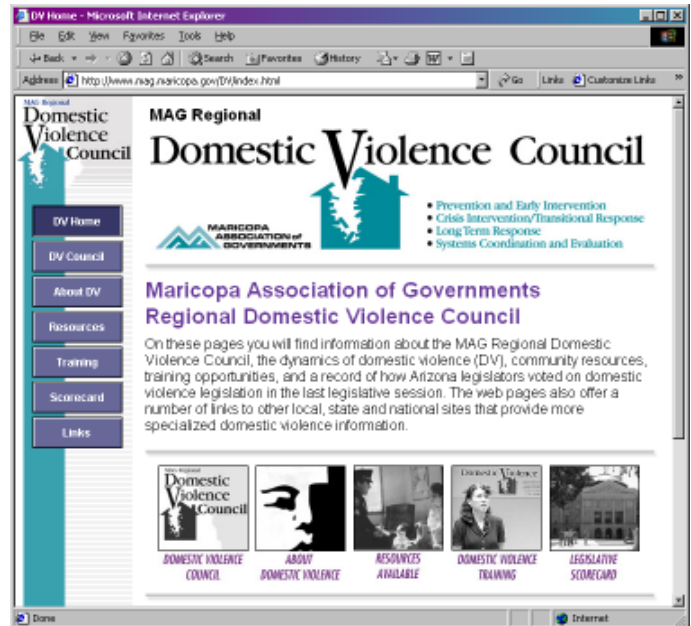 DV Home - Microsoft Internet Explorer
File Edit View Favorites Tools Help
Back Search Favorites History
Address http://www.mag.maricopa.gov/DV/index.html Go Links Customize Links »
MAG Regional
Domestic
Violence
Council
MAG Regional
Domestic Violence Council
• Prevention and Early Intervention
• Crisis Intervention/Transitional Response
• Long Term Response
• Systems Coordination and Evaluation
MARICOPA
ASSOCIATION of
GOVERNMENTS
DV Home
DV Council
About DV
Resources
Training
Scorecard
Links
Maricopa Association of Governments
Regional Domestic Violence Council
On these pages you will find information about the MAG Regional Domestic
Violence Council, the dynamics of domestic violence (DV), community resources,
training opportunities, and a record of how Arizona legislators voted on domestic
violence legislation in the last legislative session. The web pages also offer a
number of links to other local, state and national sites that provide more
specialized domestic violence information.
MAG Regional
Domestic
Violence
Council
Domestic Violence
DOMESTIC VIOLENCE
COUNCIL
ABOUT
DOMESTIC VIOLENCE
RESOURCES
AVAILABLE
DOMESTIC VIOLENCE
TRAINING
LEGISLATIVE
SCORECARD
Done
Internet